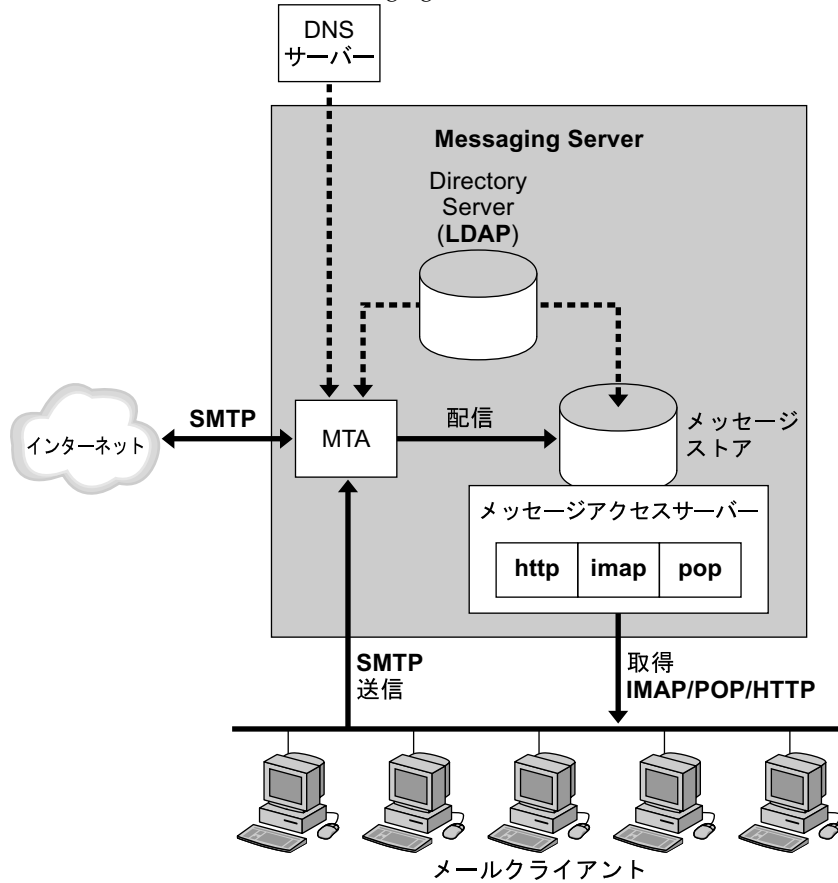 DNS
サーバー
Messaging Server
Directory
Server
(LDAP)
インターネット
SMTP
MTA
配信
メッセージ
ストア
メッセージアクセスサーバー
http
imap
pop
SMTP
送信
取得
IMAP/POP/HTTP
メールクライアント